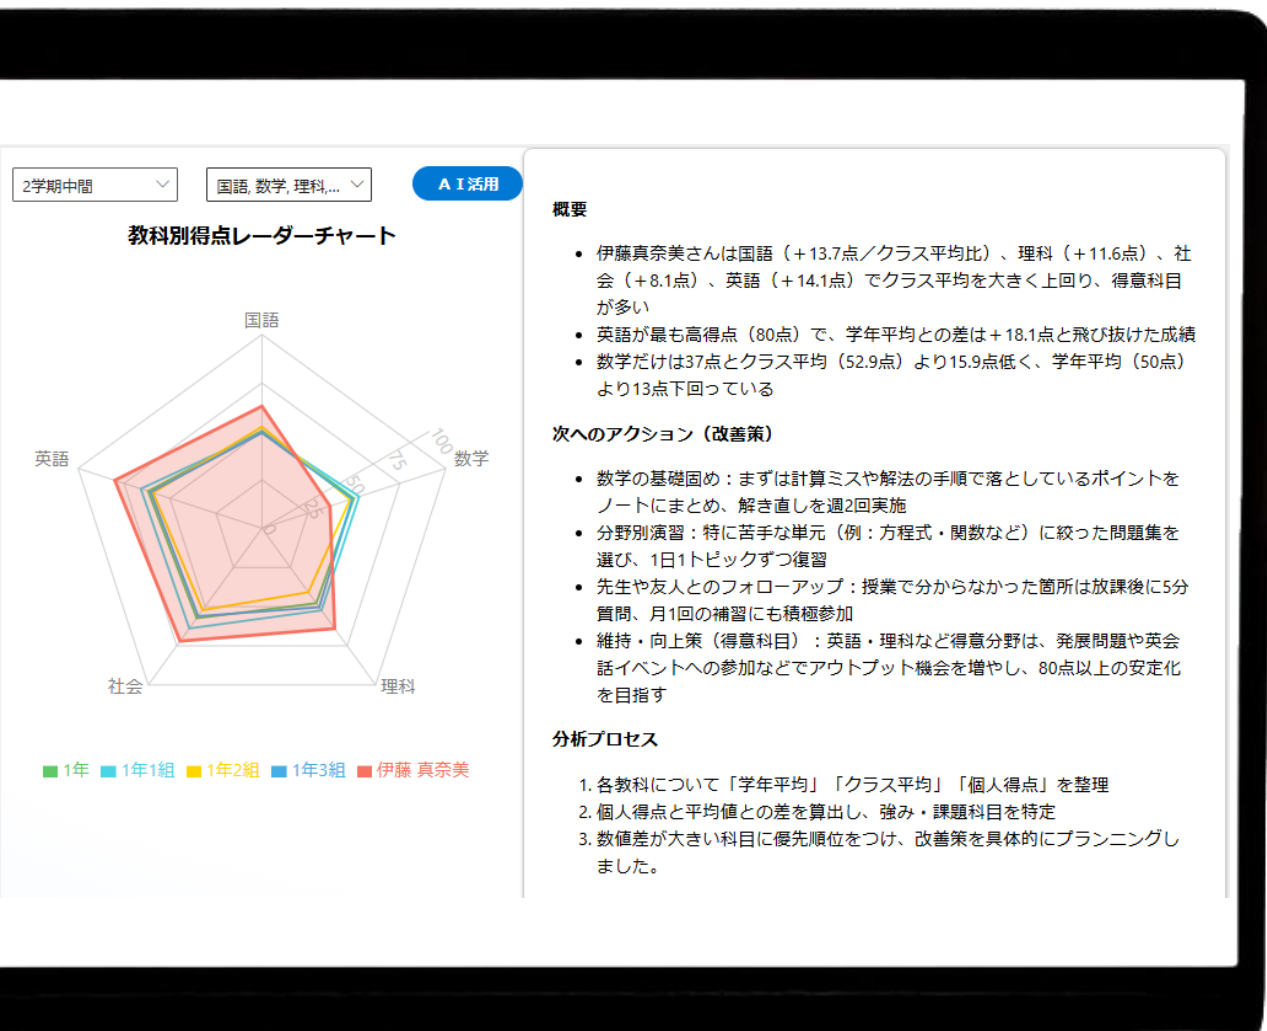 2学期中間
国語, 数学, 理科,...
ＡＩ活用
教科別得点レーダーチャート
国語
数学
理科
社会
英語
100
75
50
25
0
1年
1年1組
1年2組
1年3組
伊藤 真奈美
概要
• 伊藤真奈美さんは国語（＋13.7点／クラス平均比）、理科（＋11.6点）、社
会（＋8.1点）、英語（＋14.1点）でクラス平均を大きく上回り、得意科目
が多い
• 英語が最も高得点（80点）で、学年平均との差は＋18.1点と飛び抜けた成績
• 数学だけは37点とクラス平均（52.9点）より15.9点低く、学年平均（50点）
より13点下回っている
次へのアクション（改善策）
• 数学の基礎固め：まずは計算ミスや解法の手順で落としているポイントを
ノートにまとめ、解き直しを週2回実施
• 分野別演習：特に苦手な単元（例：方程式・関数など）に絞った問題集を
選び、1日1トピックずつ復習
• 先生や友人とのフォローアップ：授業で分からなかった箇所は放課後に5分
質問、月1回の補習にも積極参加
• 維持・向上策（得意科目）：英語・理科など得意分野は、発展問題や英会
話イベントへの参加などでアウトプット機会を増やし、80点以上の安定化
を目指す
分析プロセス
1. 各教科について「学年平均」「クラス平均」「個人得点」を整理
2. 個人得点と平均値との差を算出し、強み・課題科目を特定
3. 数値差が大きい科目に優先順位をつけ、改善策を具体的にプランニングし
ました。